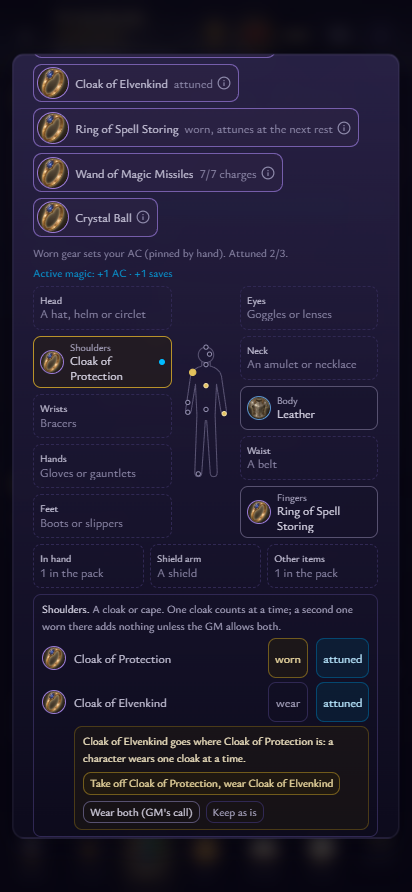 Cloak of Elvenkind attuned
Ring of Spell Storing worn, attunes at the next rest
Wand of Magic Missiles 7/7 charges
Crystal Ball
Worn gear sets your AC (pinned by hand). Attuned 2/3.
Active magic: +1 AC · +1 saves
Head
A hat, helm or circlet
Eyes
Goggles or lenses
Shoulders
Cloak of
Protection
Neck
An amulet or necklace
Wrists
Bracers
Body
Leather
Hands
Gloves or gauntlets
Waist
A belt
Feet
Boots or slippers
Fingers
Ring of Spell
Storing
In hand
1 in the pack
Shield arm
A shield
Other items
1 in the pack
Shoulders. A cloak or cape. One cloak counts at a time; a second one
worn there adds nothing unless the GM allows both.
Cloak of Protection worn attuned
Cloak of Elvenkind wear attuned
Cloak of Elvenkind goes where Cloak of Protection is: a
character wears one cloak at a time.
Take off Cloak of Protection, wear Cloak of Elvenkind
Wear both (GM's call) Keep as is